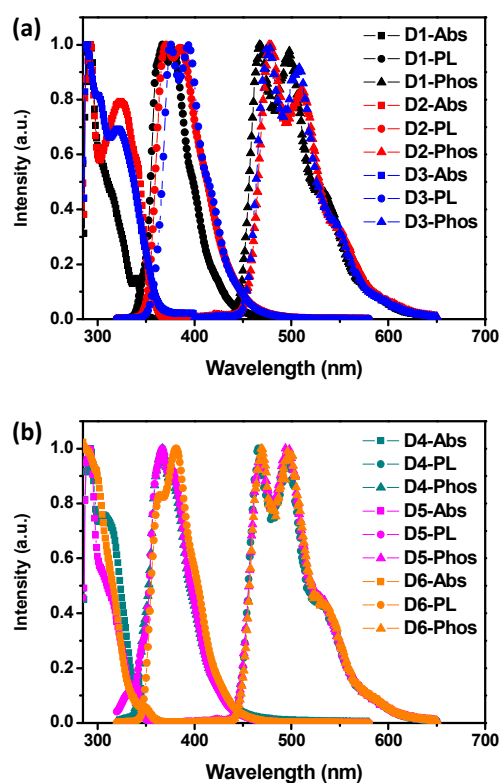 (a)
D1-Abs
D1-PL
D1-Phos
D2-Abs
D2-PL
D2-Phos
D3-Abs
D3-PL
D3-Phos
Intensity (a.u.)
1.0
0.8
0.6
0.4
0.2
0.0
300 400 500 600 700
Wavelength (nm)
(b)
D4-Abs
D4-PL
D4-Phos
D5-Abs
D5-PL
D5-Phos
D6-Abs
D6-PL
D6-Phos
Intensity (a.u.)
1.0
0.8
0.6
0.4
0.2
0.0
300 400 500 600 700
Wavelength (nm)